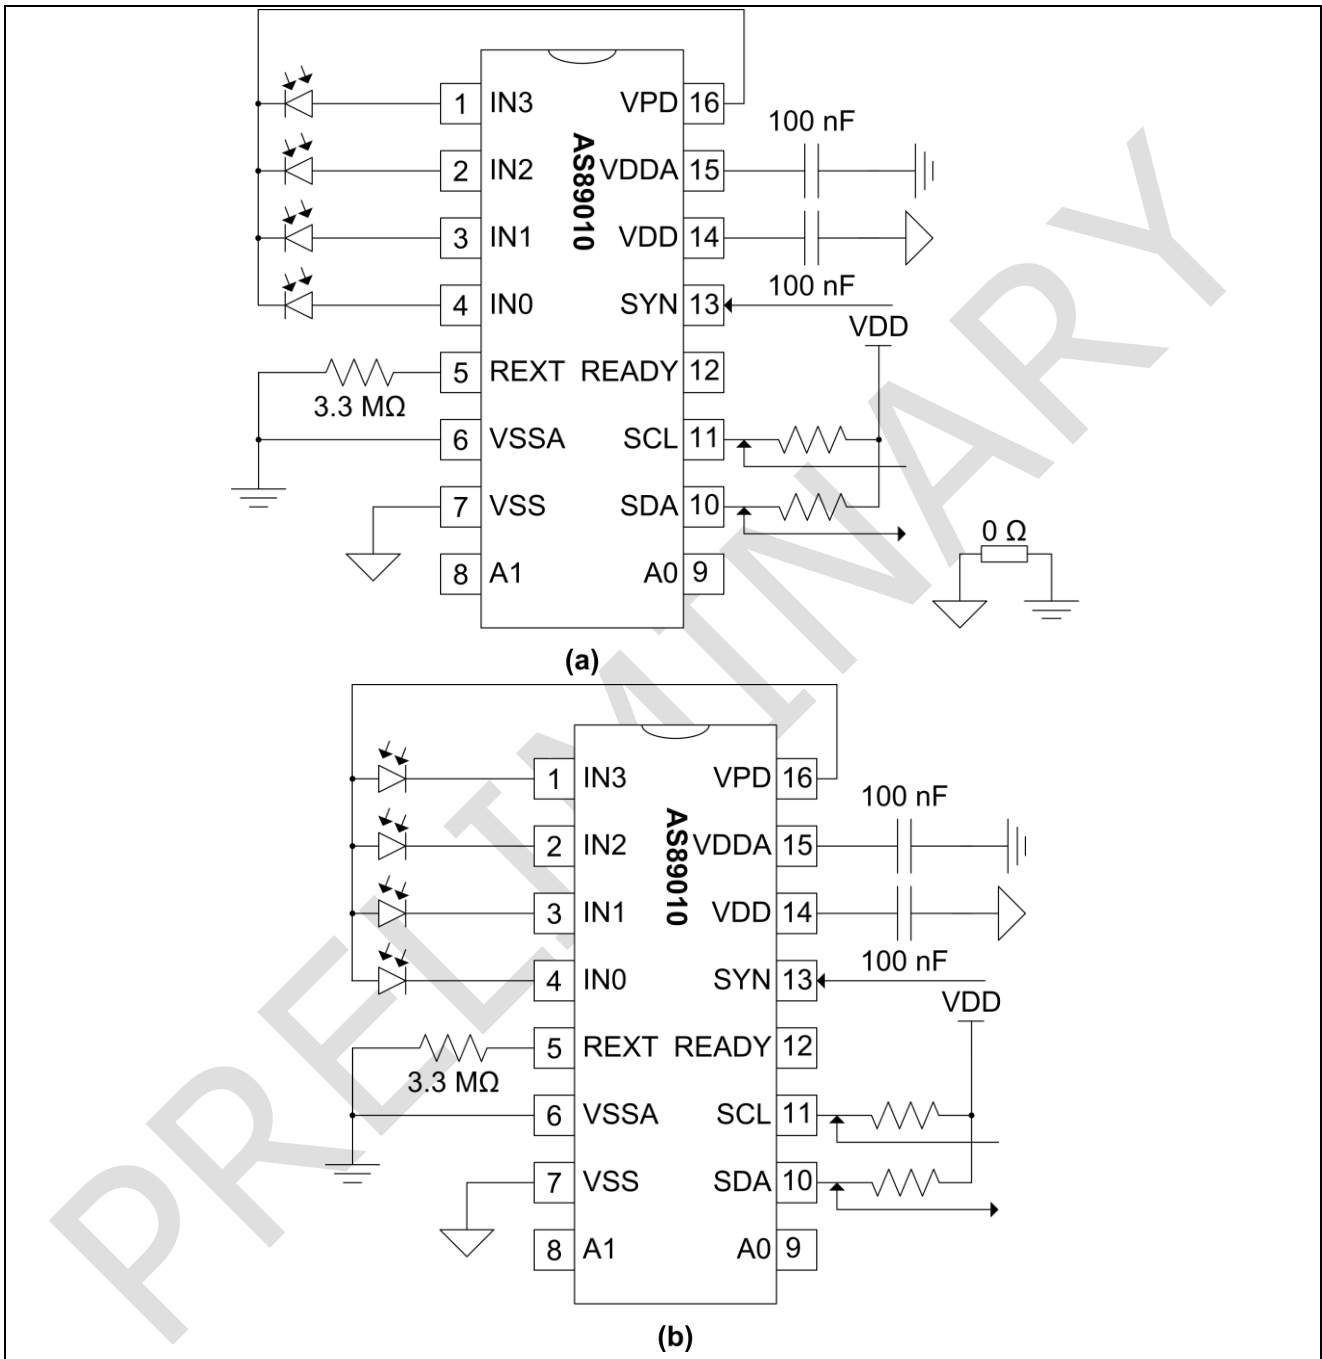 1 IN3 VPD 16
100 nF
2 IN2 VDDA 15
AS89010
3 IN1 VDD 14
100 nF
4 IN0 SYN 13
VDD
5 REXT READY 12
3.3 MΩ
6 VSSA SCL 11
7 VSS SDA 10
0 Ω
8 A1 A0 9
(a)
1 IN3 VPD 16
100 nF
2 IN2 VDDA 15
AS89010
3 IN1 VDD 14
100 nF
4 IN0 SYN 13
VDD
5 REXT READY 12
3.3 MΩ
6 VSSA SCL 11
7 VSS SDA 10
8 A1 A0 9
(b)
PRELIMINARY